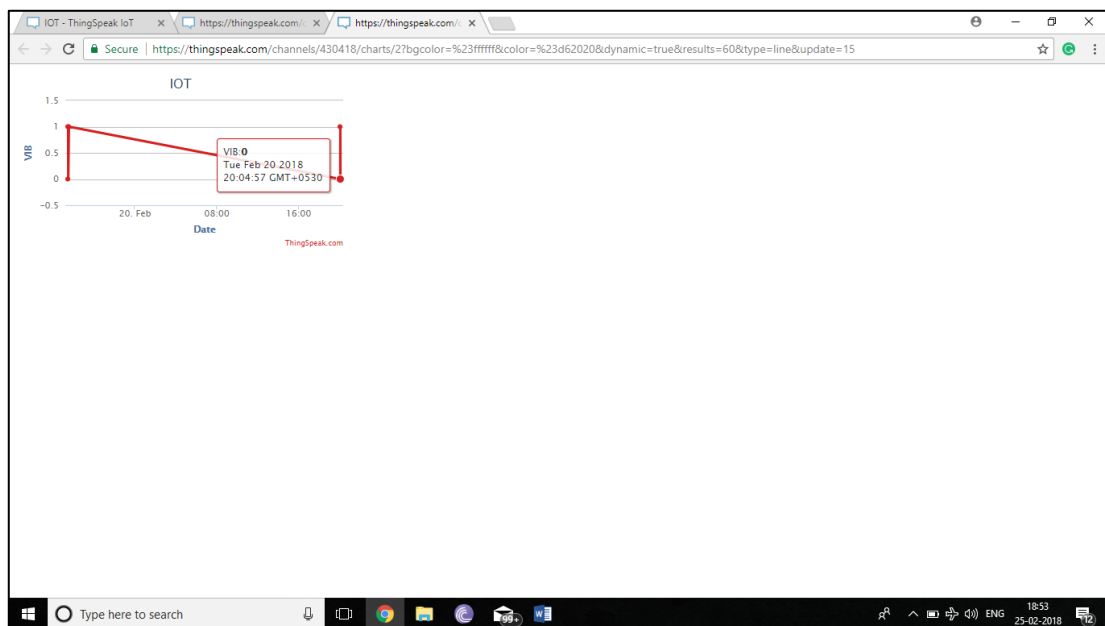 IOT - ThingSpeak IoT
https://thingspeak.com/c
https://thingspeak.com/c
Secure
https://thingspeak.com/channels/430418/charts/2?bgcolor=%23ffffff&color=%23d62020&dynamic=true&results=60&type=line&update=15
IOT
1.5
1
0.5
0
-0.5
VIB
VIB:0
Tue Feb 20 2018
20:04:57 GMT+0530
20. Feb
08:00
16:00
Date
ThingSpeak.com
Type here to search
99+
ENG
18:53
25-02-2018
12